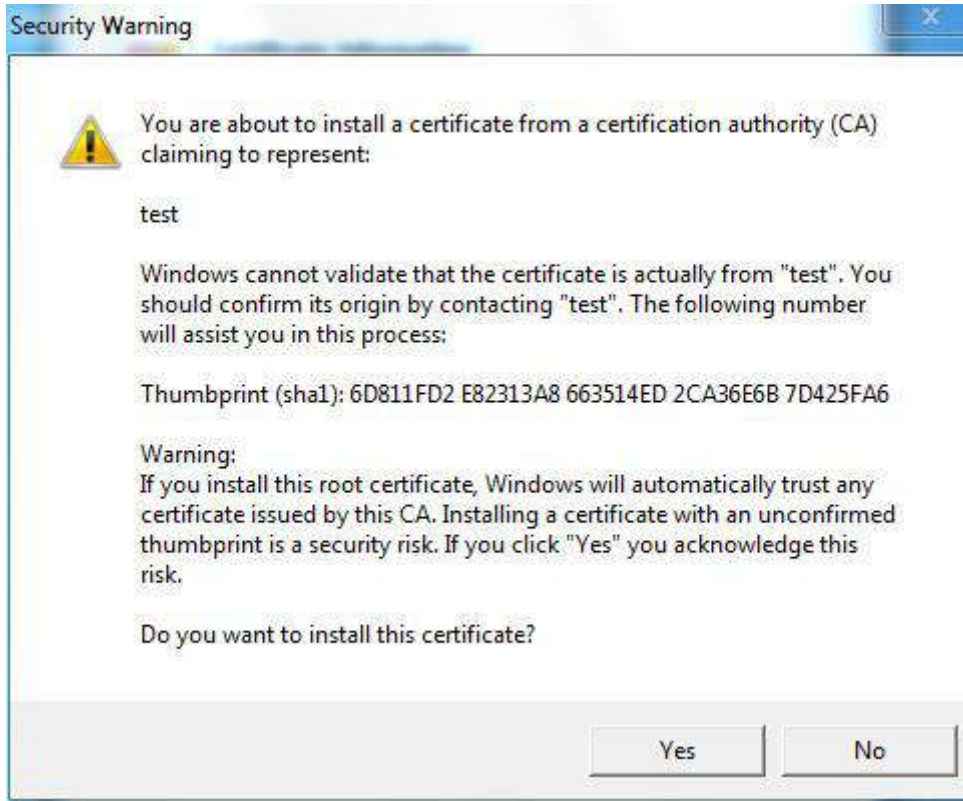 Security Warning
You are about to install a certificate from a certification authority (CA)
claiming to represent:
test
Windows cannot validate that the certificate is actually from "test". You
should confirm its origin by contacting "test". The following number
will assist you in this process:
Thumbprint (sha1): 6D811FD2 E82313A8 663514ED 2CA36E6B 7D425FA6
Warning:
If you install this root certificate, Windows will automatically trust any
certificate issued by this CA. Installing a certificate with an unconfirmed
thumbprint is a security risk. If you click "Yes" you acknowledge this
risk.
Do you want to install this certificate?
Yes No